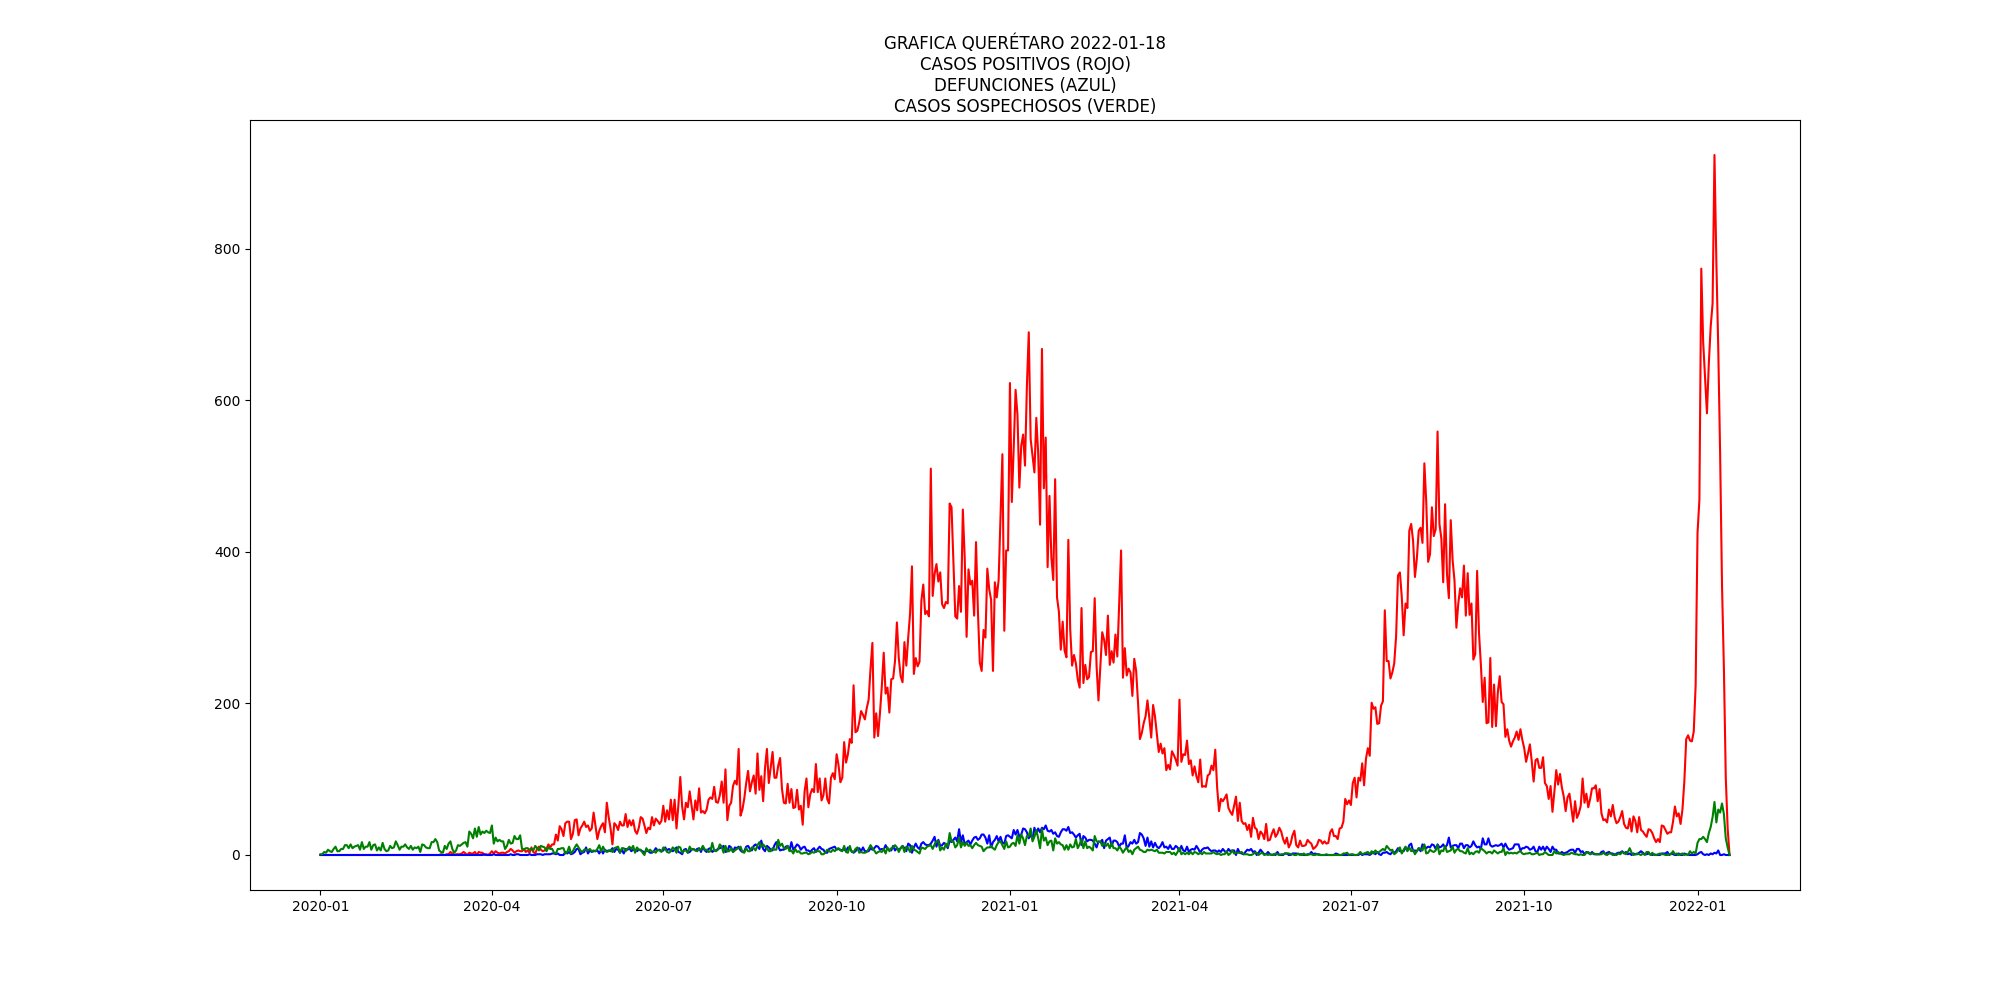 GRAFICA QUERÉTARO 2022-01-18
CASOS POSITIVOS (ROJO)
DEFUNCIONES (AZUL)
CASOS SOSPECHOSOS (VERDE)
800
600
400
200
0
2020-01 2020-04 2020-07 2020-10 2021-01 2021-04 2021-07 2021-10 2022-01